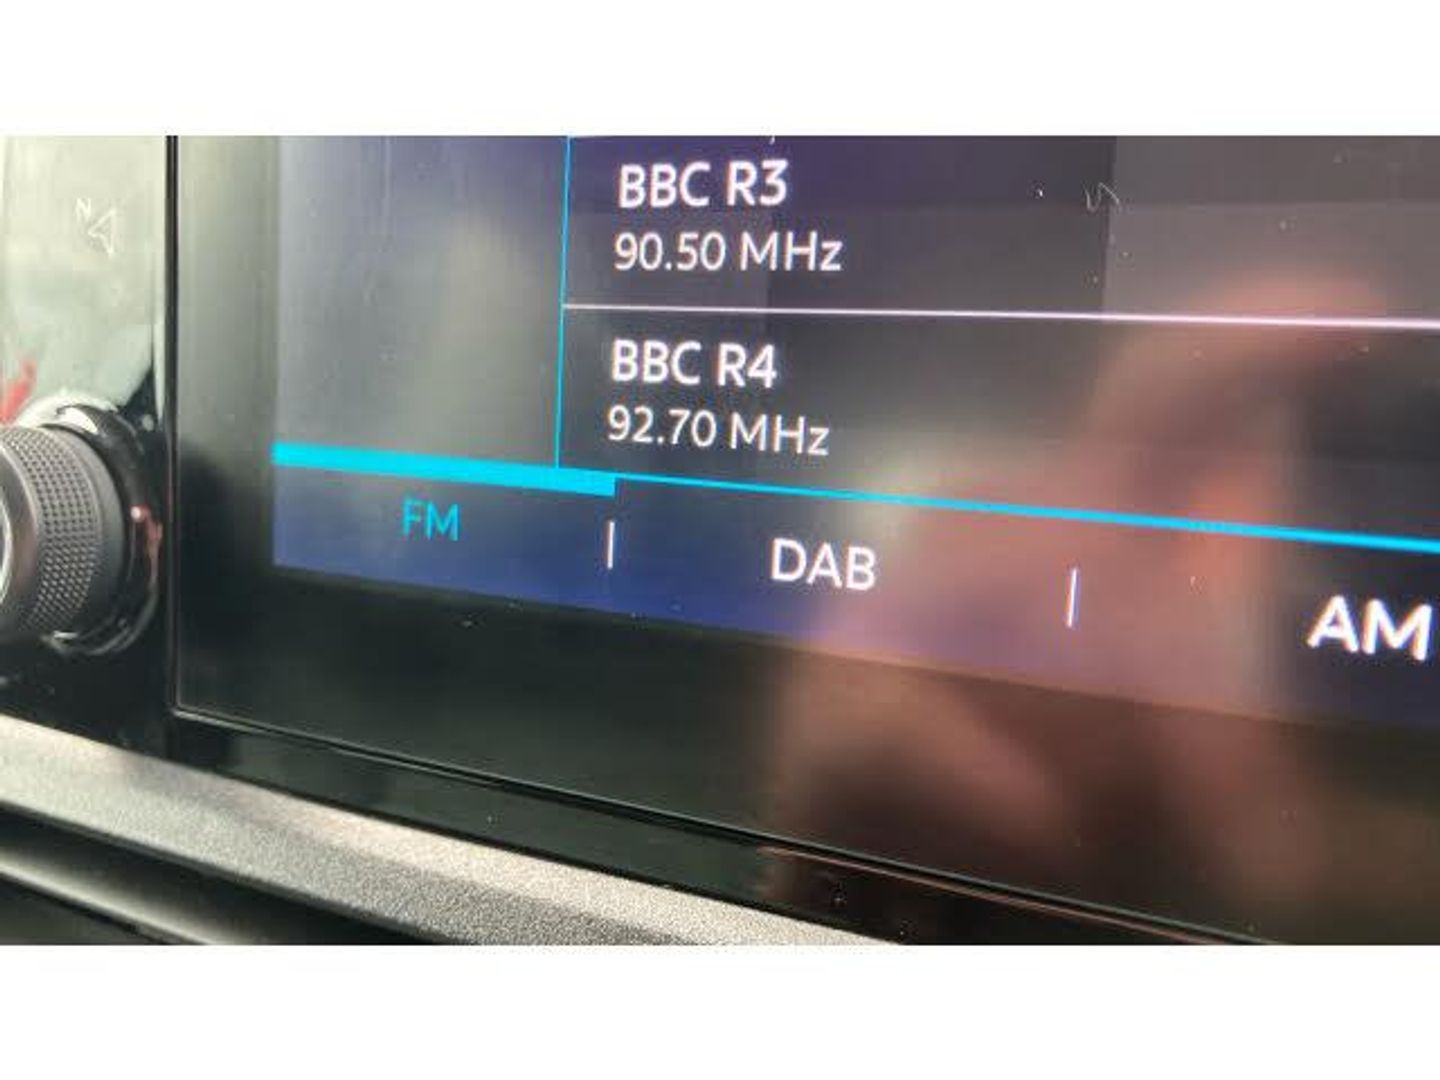 N
BBC R3
90.50 MHz
BBC R4
92.70 MHz
FM | DAB | AM